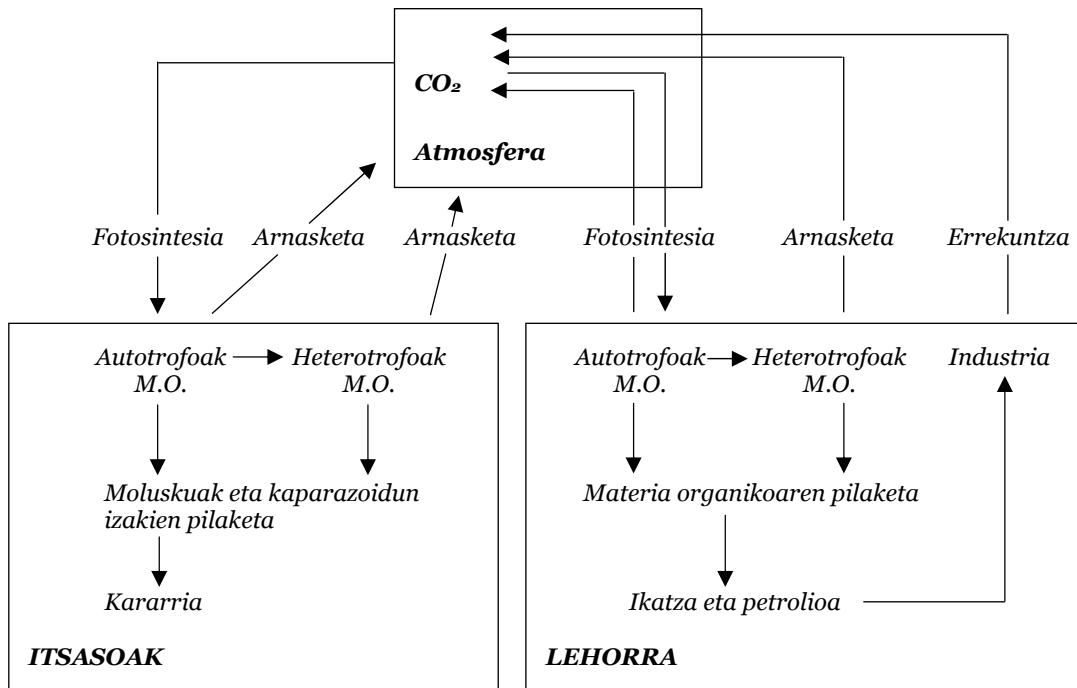 CO₂
Atmosfera
Fotosintesia Arnasketa Arnasketa Fotosintesia Arnasketa Errekuntza
Autotrofoak
M.O.
Heterotrofoak
M.O.
Moluskuak eta kaparazoidun
izakien pilaketa
Kararria
ITSASOAK
Autotrofoak
M.O.
Heterotrofoak
M.O.
Industria
Materia organikoaren pilaketa
Ikatza eta petrolioa
LEHORRA